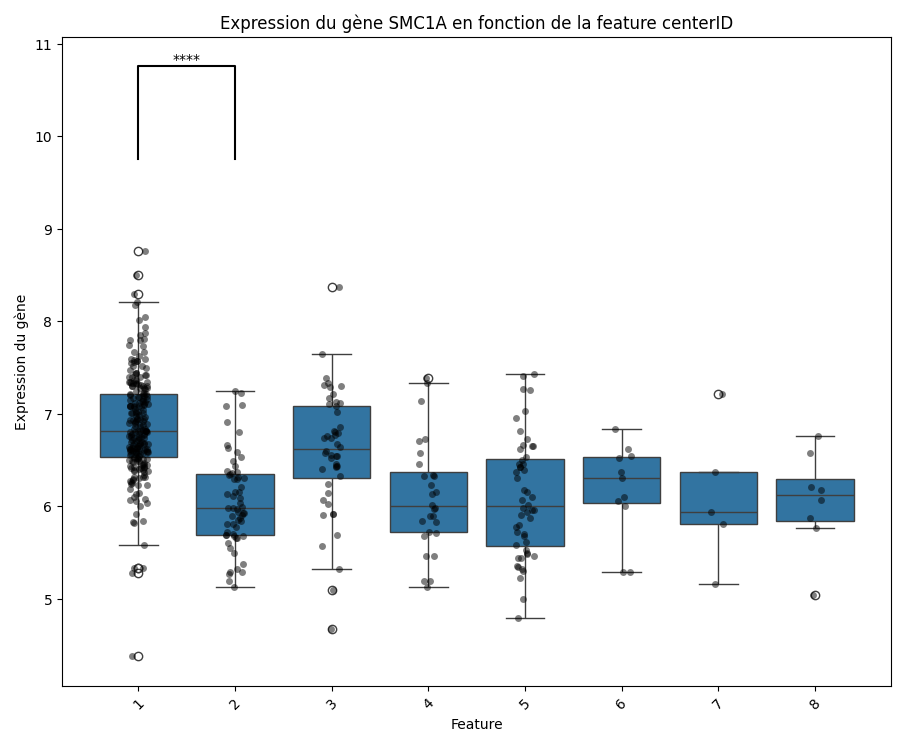 Expression du gène SMC1A en fonction de la feature centerID
****
11
10
9
8
7
6
5
Expression du gène
1 2 3 4 5 6 7 8
Feature